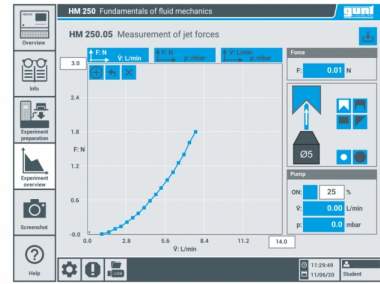 HM 250 Fundamentals of fluid mechanics
gunt
Overview
HM 250.05 Measurement of jet forces
F: N
V̇: L/min
F: N
p: mbar
V̇: L/min
p: mbar
Force
F: 0.01 N
3.0
2.4
1.8
F: N
1.2
0.6
-0.0
0.0 2.8 5.6 8.4 11.2 14.0
V̇: L/min
Info
Experiment
preparation
Experiment
overview
Screenshot
Help
Ø5
Pump
ON: 25 %
V̇: 0.00 L/min
p: 0.0 mbar
USB
11:29:49
11/06/20
Student